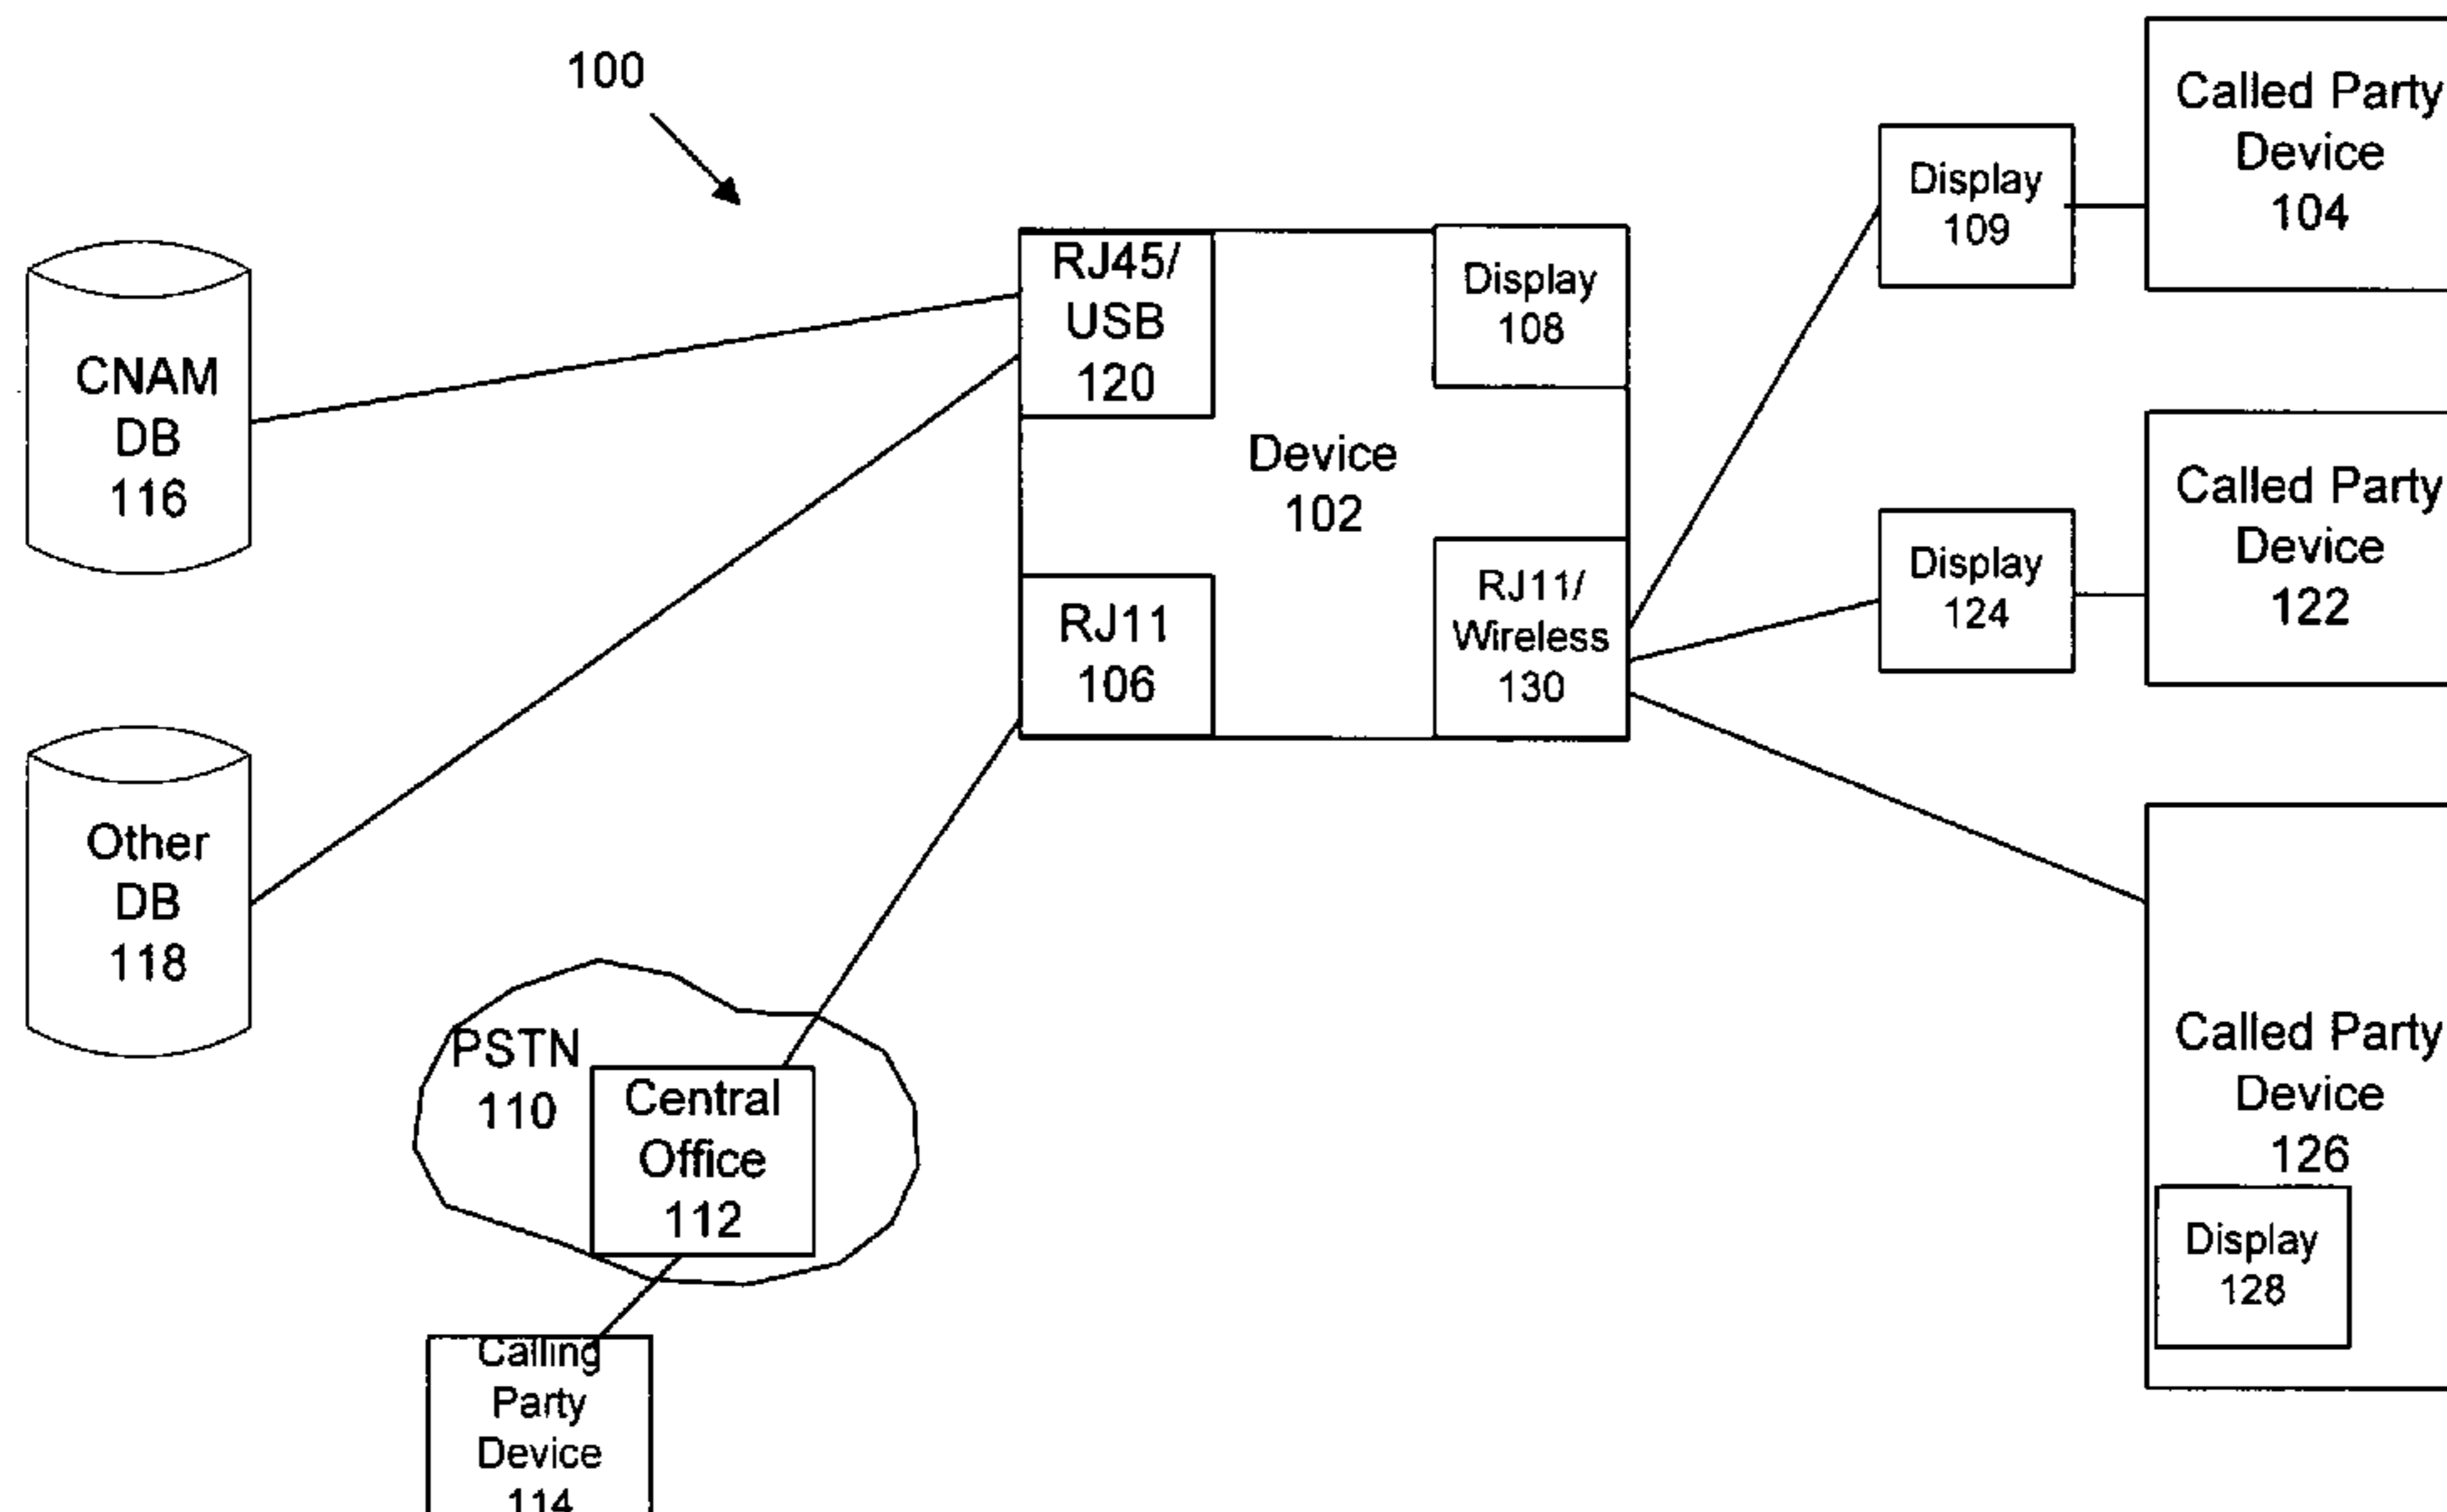 100
CNAM
DB
116
Other
DB
118
PSTN
110
Central
Office
112
Calling
Party
Device
114
RJ45/
USB
120
Display
108
Device
102
RJ11
106
RJ11/
Wireless
130
Display
109
Called Party
Device
104
Display
124
Called Party
Device
122
Called Party
Device
126
Display
128